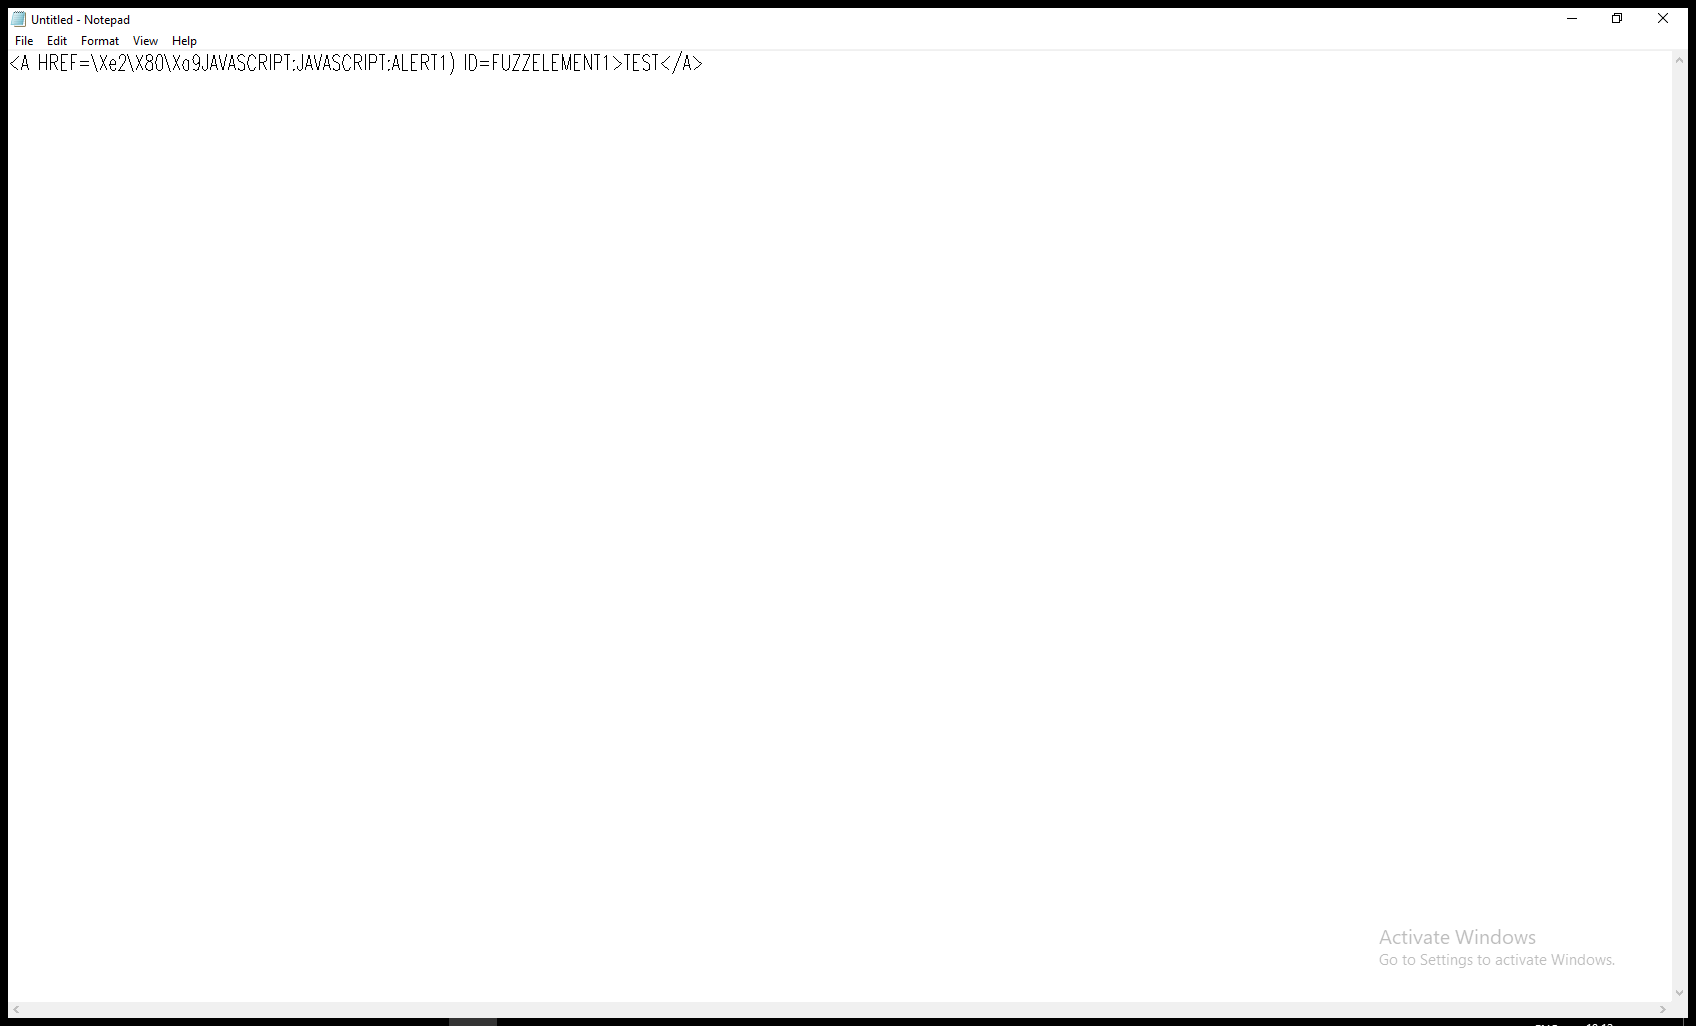 Untitled - Notepad
File Edit Format View Help
<A HREF=\Xe2\X80\Xa9JAVASCRIPT:JAVASCRIPT:ALERT1) ID=FUZZELEMENT1>TEST</A>
Activate Windows
Go to Settings to activate Windows.